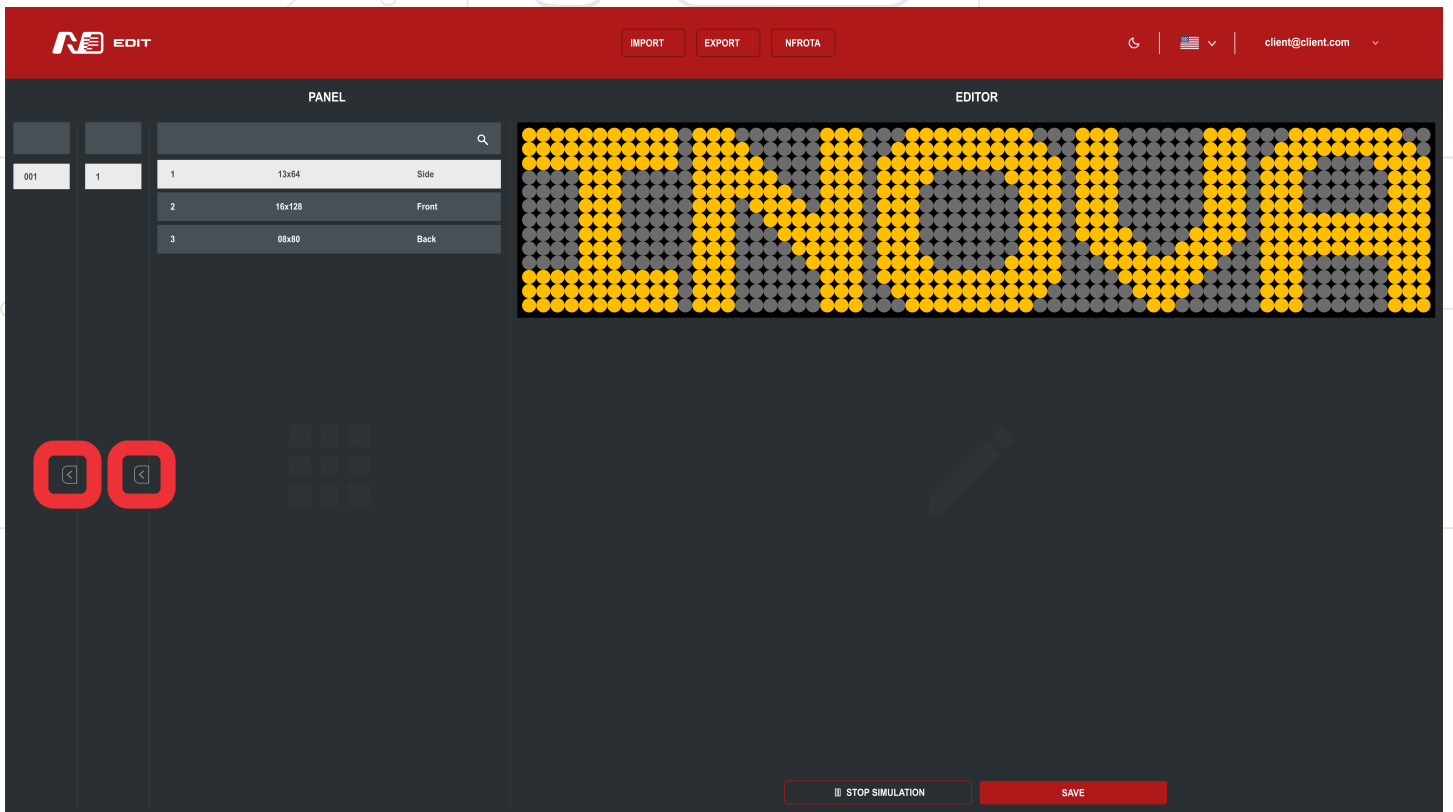 EDIT
IMPORT EXPORT NFROTA
client@client.com
PANEL
EDITOR
001
1
1 13x64 Side
2 16x128 Front
3 08x80 Back
INOVA
STOP SIMULATION
SAVE